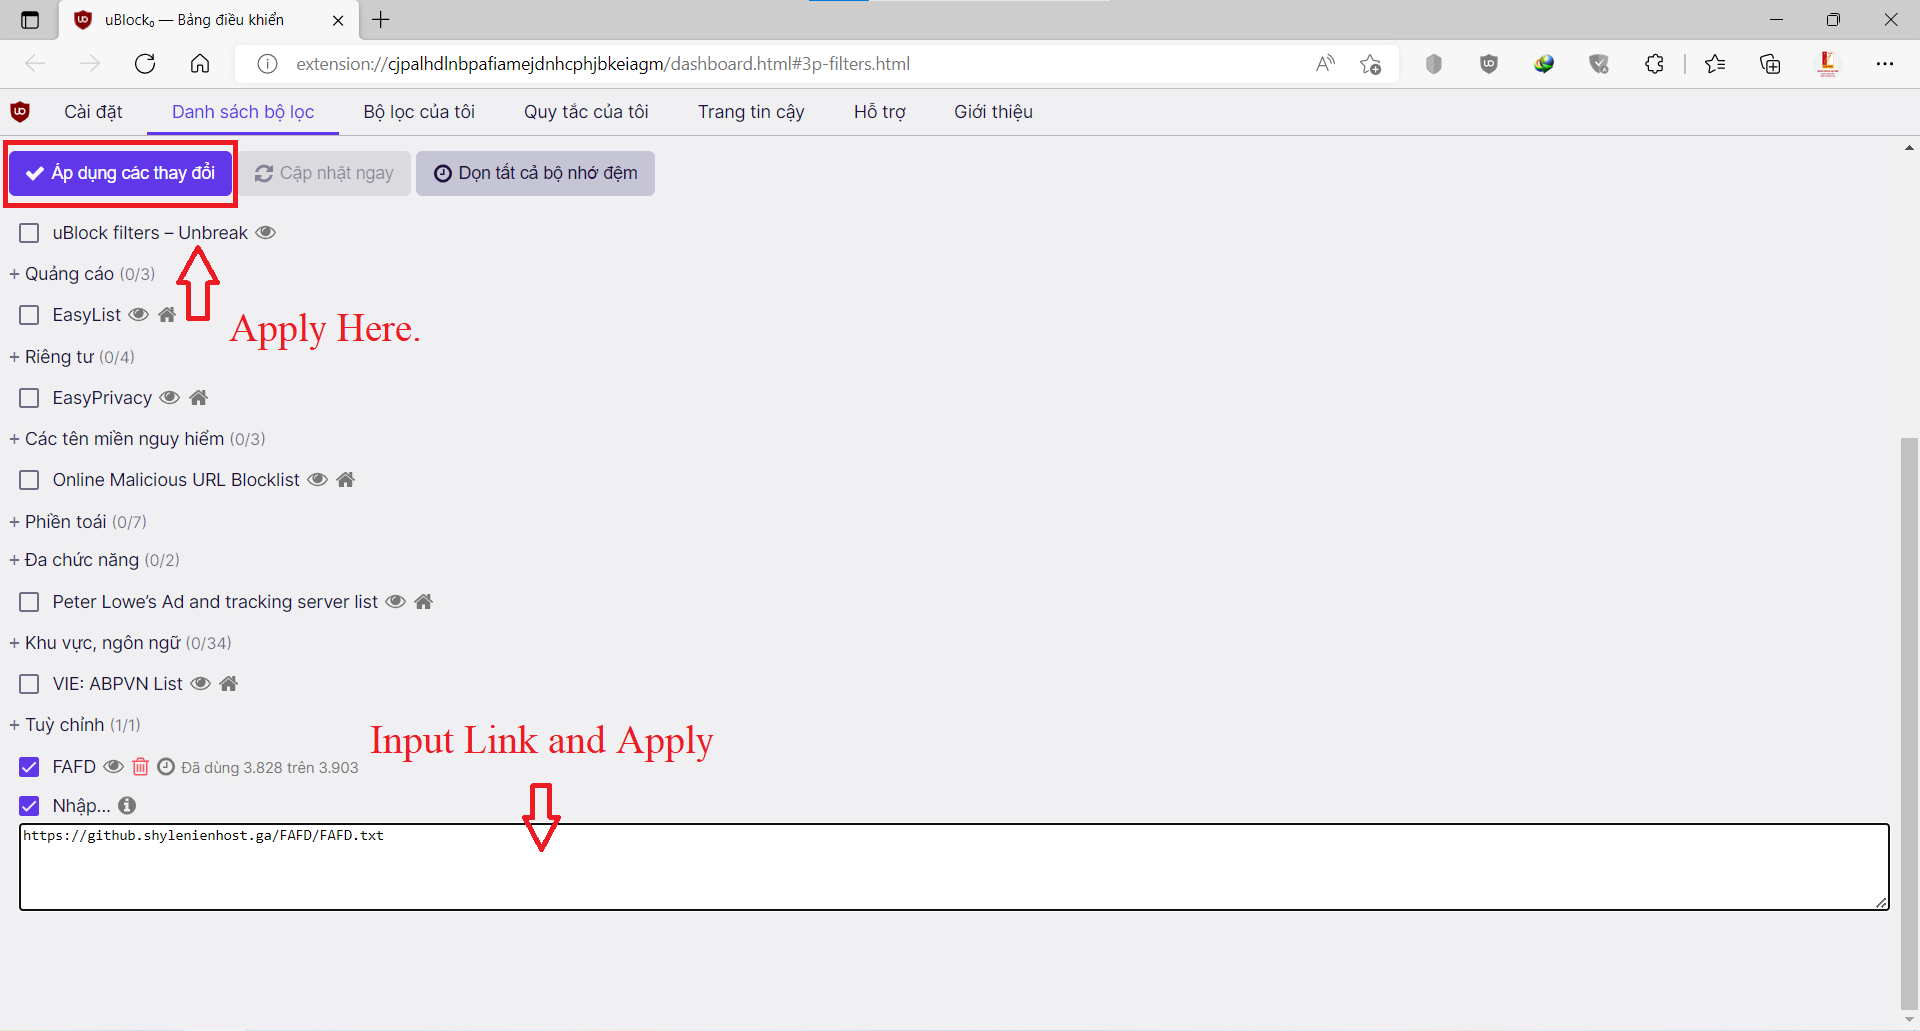 uBlock₀ — Bảng điều khiển
extension://cjpalhdlnbpafiamejdnhcphjbkeiagm/dashboard.html#3p-filters.html
Cài đặt
Danh sách bộ lọc
Bộ lọc của tôi
Quy tắc của tôi
Trang tin cậy
Hỗ trợ
Giới thiệu
Áp dụng các thay đổi
Cập nhật ngay
Dọn tất cả bộ nhớ đệm
uBlock filters – Unbreak
+ Quảng cáo (0/3)
EasyList
Apply Here.
+ Riêng tư (0/4)
EasyPrivacy
+ Các tên miền nguy hiểm (0/3)
Online Malicious URL Blocklist
+ Phiền toái (0/7)
+ Đa chức năng (0/2)
Peter Lowe’s Ad and tracking server list
+ Khu vực, ngôn ngữ (0/34)
VIE: ABPVN List
+ Tuỳ chỉnh (1/1)
Input Link and Apply
FAFD Đã dùng 3.828 trên 3.903
Nhập...
https://github.shylenienhost.ga/FAFD/FAFD.txt